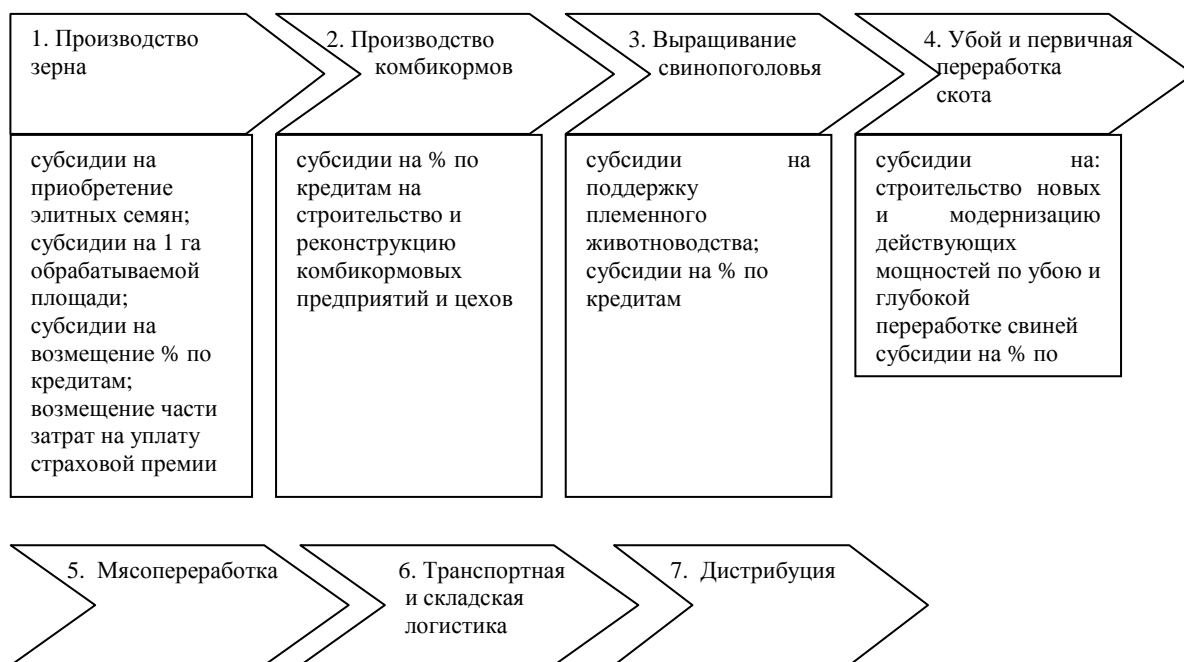 1. Производство
зерна
2. Производство
комбикормов
3. Выращивание
свинопоголовья
4. Убой и первичная
переработка
скота
субсидии на
приобретение
элитных семян;
субсидии на 1 га
обрабатываемой
площади;
субсидии на
возмещение % по
кредитам;
возмещение части
затрат на уплату
страховой премии
субсидии на % по
кредитам на
строительство и
реконструкцию
комбикормовых
предприятий и цехов
субсидии на
поддержку
племенного
животноводства;
субсидии на % по
кредитам
субсидии на:
строительство новых
и модернизацию
действующих
мощностей по убою и
глубокой
переработке свиней
субсидии на % по
5. Мясопереработка
6. Транспортная
и складская
логистика
7. Дистрибуция